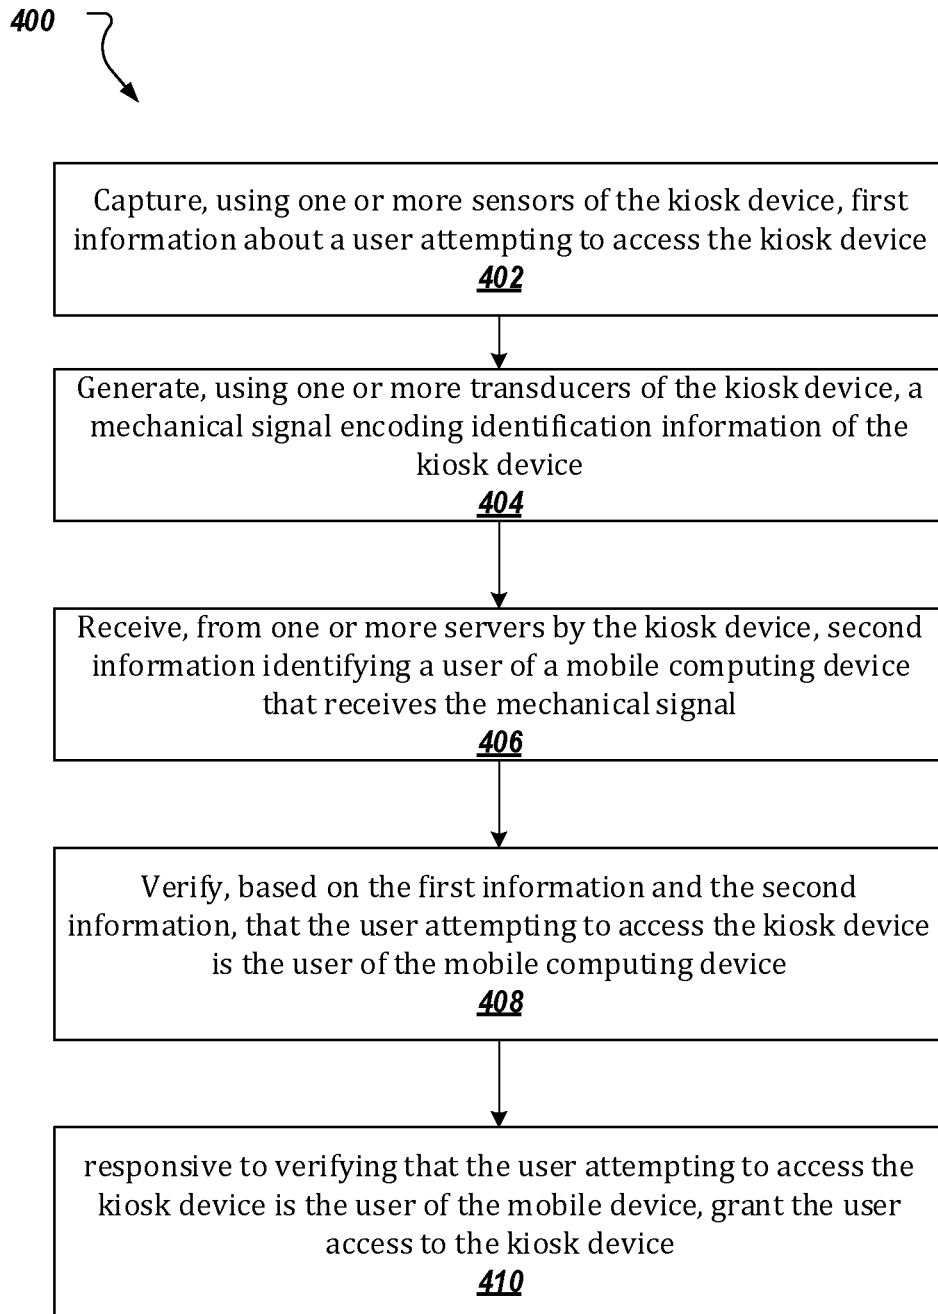 400
Capture, using one or more sensors of the kiosk device, first
information about a user attempting to access the kiosk device
402
Generate, using one or more transducers of the kiosk device, a
mechanical signal encoding identification information of the
kiosk device
404
Receive, from one or more servers by the kiosk device, second
information identifying a user of a mobile computing device
that receives the mechanical signal
406
Verify, based on the first information and the second
information, that the user attempting to access the kiosk device
is the user of the mobile computing device
408
responsive to verifying that the user attempting to access the
kiosk device is the user of the mobile device, grant the user
access to the kiosk device
410